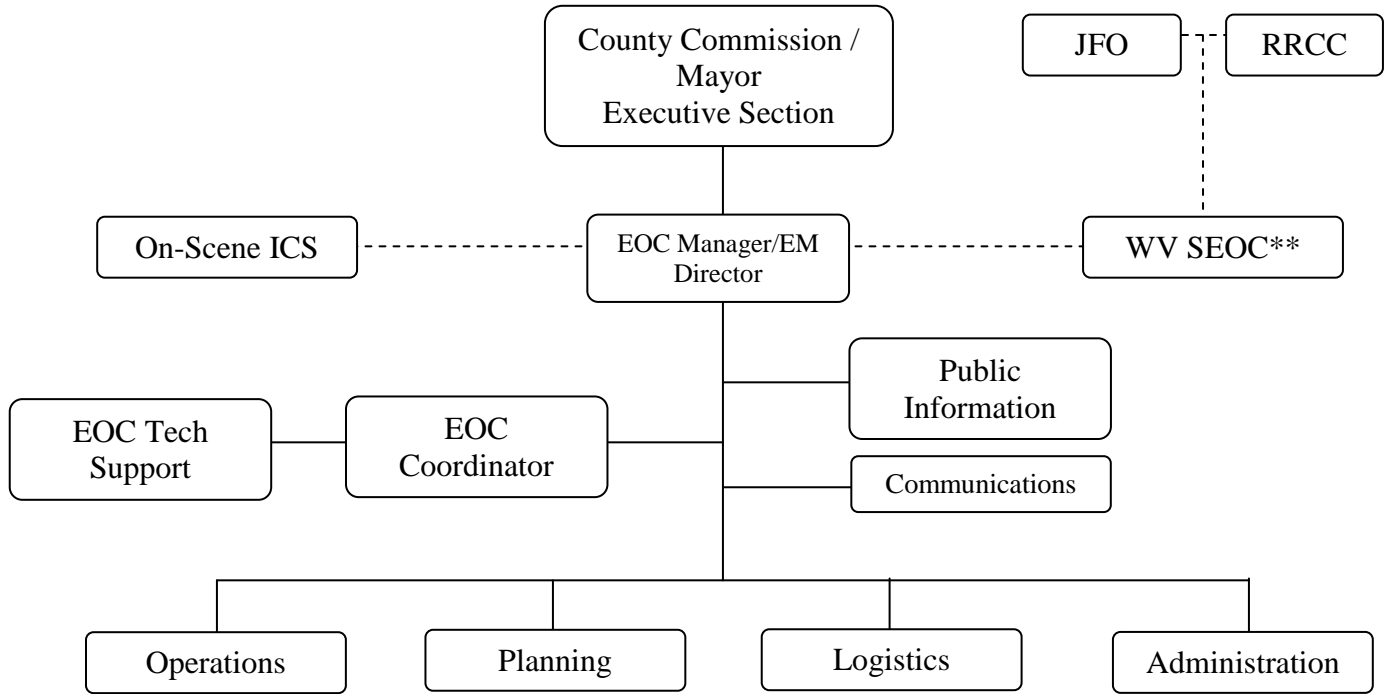 County Commission /
Mayor
Executive Section
JFO
RRCC
On-Scene ICS
EOC Manager/EM
Director
WV SEOC**
Public
Information
EOC Tech
Support
EOC
Coordinator
Communications
Operations
Planning
Logistics
Administration